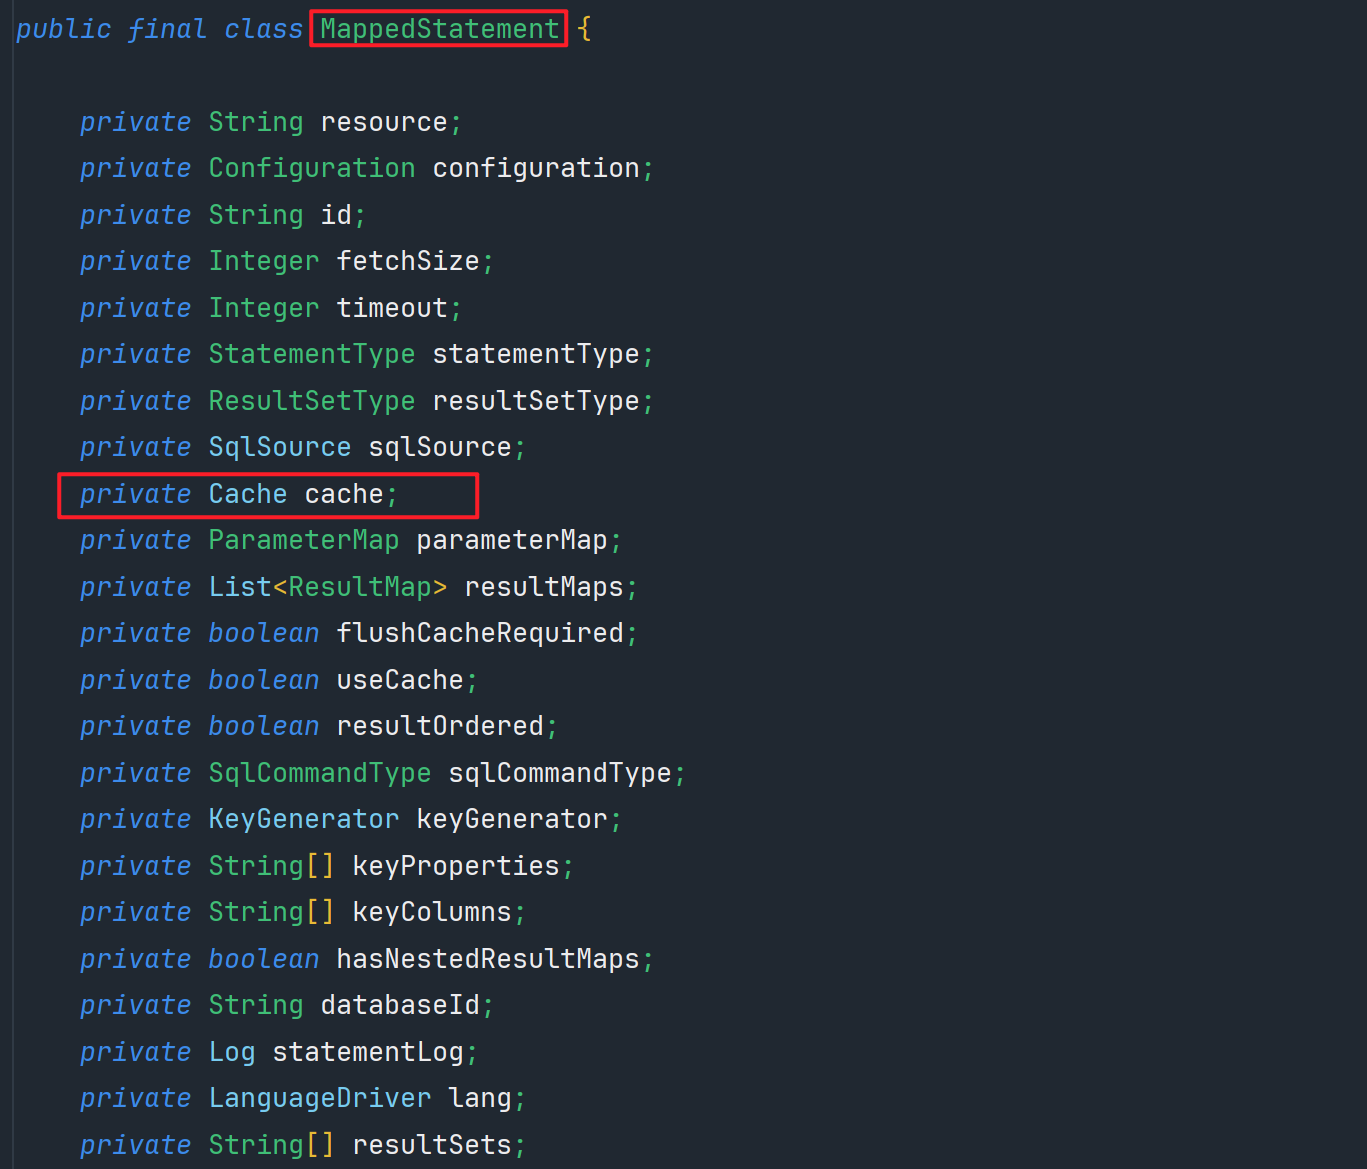 public final class MappedStatement {
private String resource;
private Configuration configuration;
private String id;
private Integer fetchSize;
private Integer timeout;
private StatementType statementType;
private ResultSetType resultSetType;
private SqlSource sqlSource;
private Cache cache;
private ParameterMap parameterMap;
private List<ResultMap> resultMaps;
private boolean flushCacheRequired;
private boolean useCache;
private boolean resultOrdered;
private SqlCommandType sqlCommandType;
private KeyGenerator keyGenerator;
private String[] keyProperties;
private String[] keyColumns;
private boolean hasNestedResultMaps;
private String databaseId;
private Log statementLog;
private LanguageDriver lang;
private String[] resultSets;